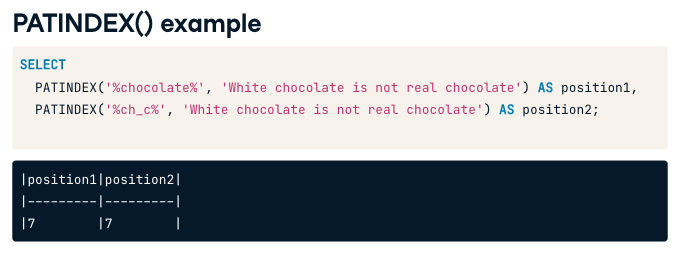 PATINDEX() example
SELECT
  PATINDEX('%chocolate%', 'White chocolate is not real chocolate') AS position1,
  PATINDEX('%ch_c%', 'White chocolate is not real chocolate') AS position2;
|position1|position2|
|---------|---------|
|7        |7        |